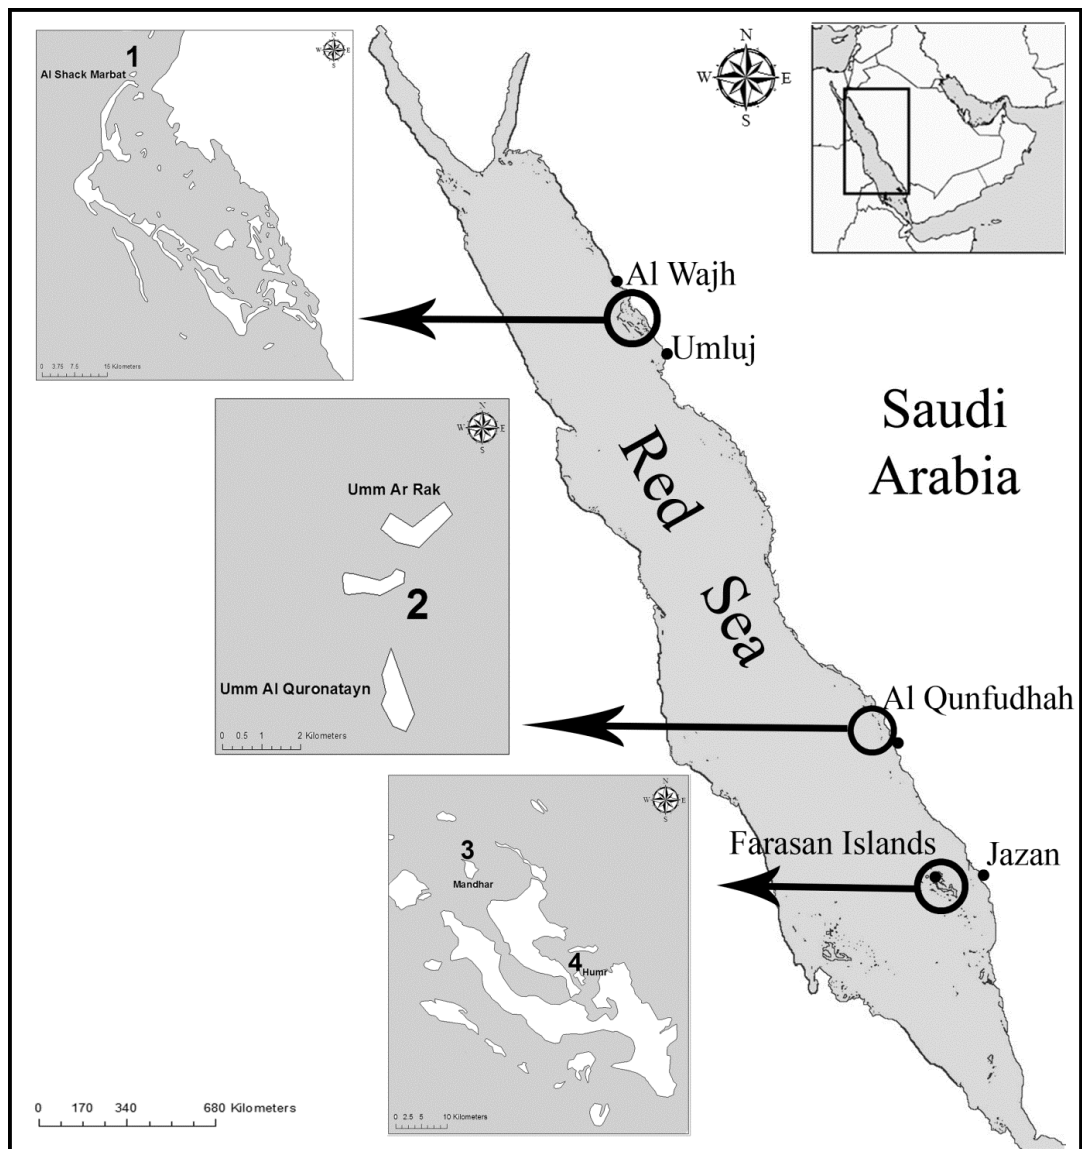 1
Al Shack Marbat
N
W E
S
0 3.75 7.5 15 Kilometers
N
W E
S
Al Wajh
Umluj
Saudi
Arabia
Red
Sea
N
W E
S
Umm Ar Rak
2
Umm Al Quronatayn
0 0.5 1 2 Kilometers
Al Qunfudhah
N
W E
S
3
Mandhar
4
Humr
0 2.5 5 10 Kilometers
Farasan Islands
Jazan
0 170 340 680 Kilometers